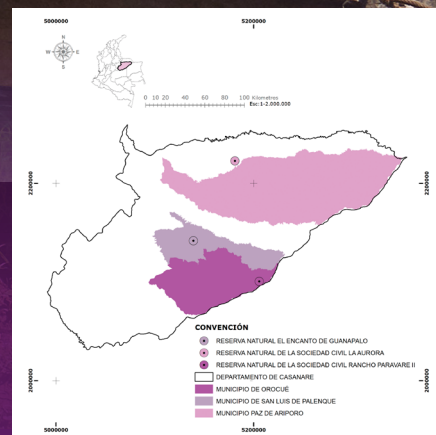 5000000 5200000
N
W E
S
0 10 20 40 60 80 100 Kilometres
Esc:1-2.000.000
2200000 2200000
2000000 2000000
CONVENCIÓN
RESERVA NATURAL EL ENCANTO DE GUANAPALO
RESERVA NATURAL DE LA SOCIEDAD CIVIL LA AURORA
RESERVA NATURAL DE LA SOCIEDAD CIVIL RANCHO PARAVARE II
DEPARTAMENTO DE CASANARE
MUNICIPIO DE OROCUÉ
MUNICIPIO DE SAN LUIS DE PALENQUE
MUNICIPIO PAZ DE ARIPORO
5000000 5200000